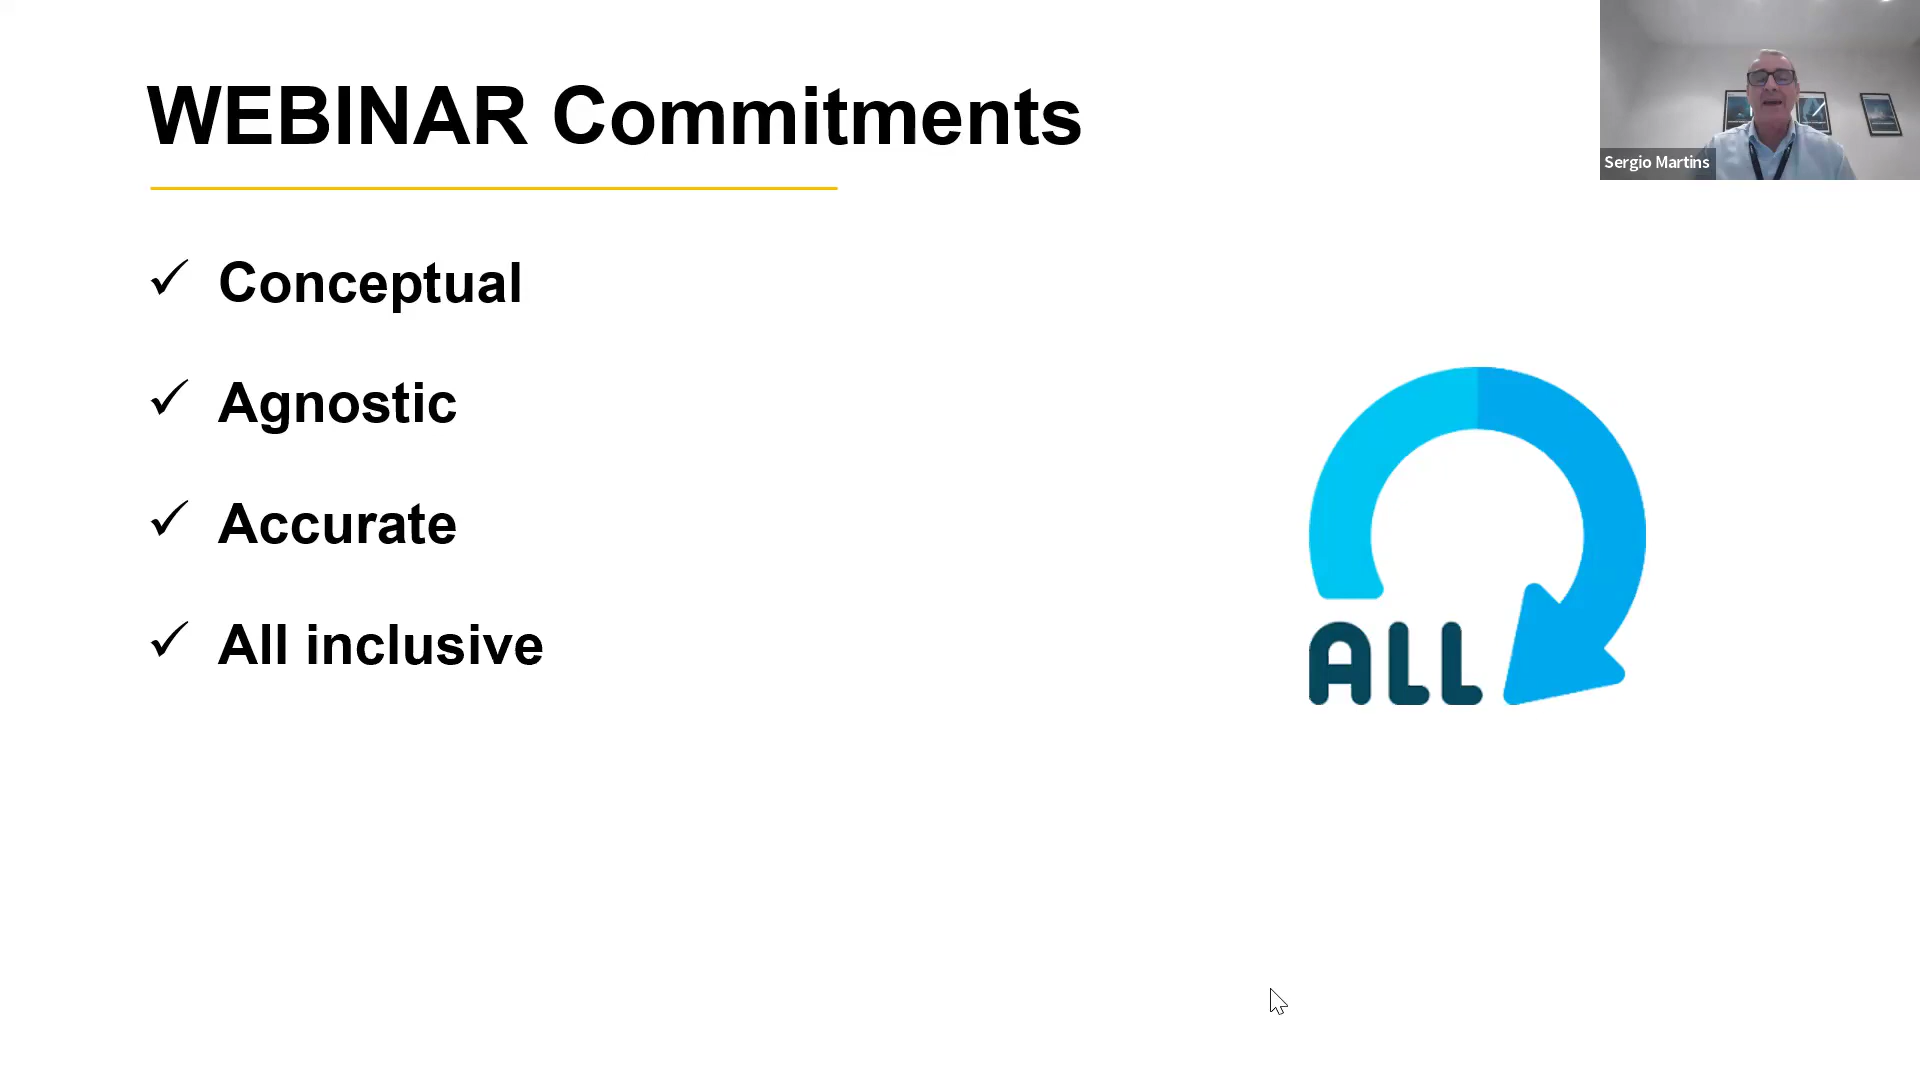 WEBINAR Commitments
Sergio Martins
✓ Conceptual
✓ Agnostic
✓ Accurate
✓ All inclusive
ALL